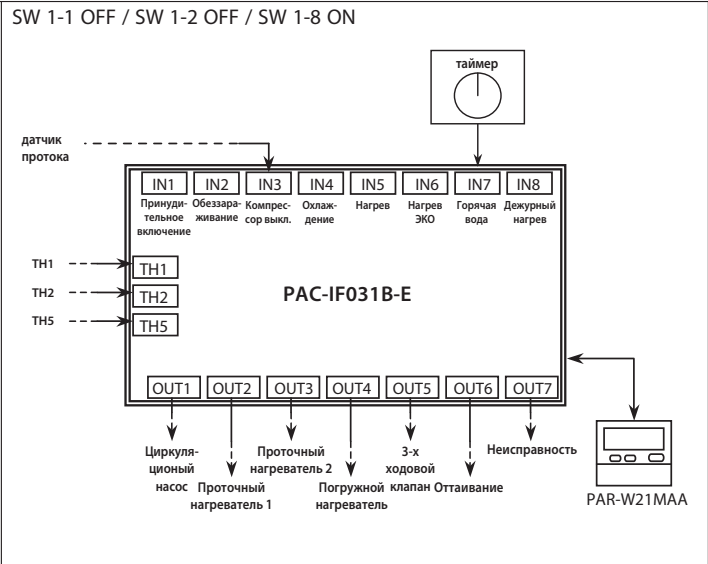 SW 1-1 OFF / SW 1-2 OFF / SW 1-8 ON
таймер
датчик
протока
IN1 IN2 IN3 IN4 IN5 IN6 IN7 IN8
Принуди-
тельное
включение
Обеззара-
живание
Компрес-
сор выкл.
Охлаж-
дение
Нагрев
Нагрев
ЭКО
Горячая
вода
Дежурный
нагрев
TH1 TH1
TH2 TH2
TH5 TH5
PAC-IF031B-E
OUT1 OUT2 OUT3 OUT4 OUT5 OUT6 OUT7
Циркуля-
ционый
насос
Проточный
нагреватель 1
Проточный
нагреватель 2
Погружной
нагреватель
3-х
ходовой
клапан
Оттаивание
Неисправность
PAR-W21MAA